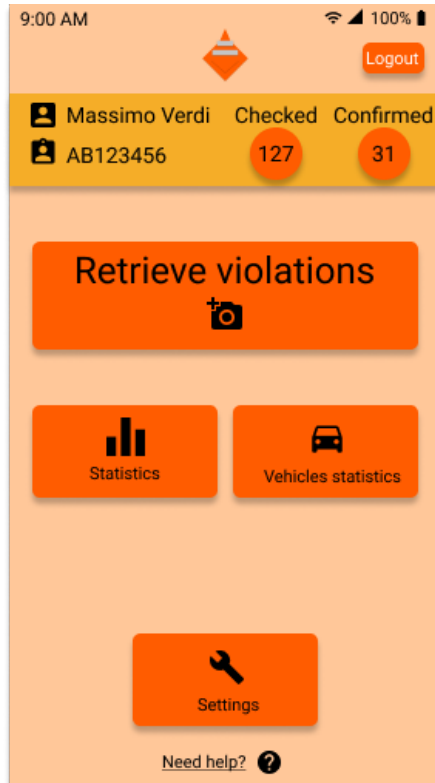 9:00 AM 100%
Logout
Massimo Verdi Checked Confirmed
AB123456 127 31
Retrieve violations
Statistics Vehicles statistics
Settings
Need help? ?